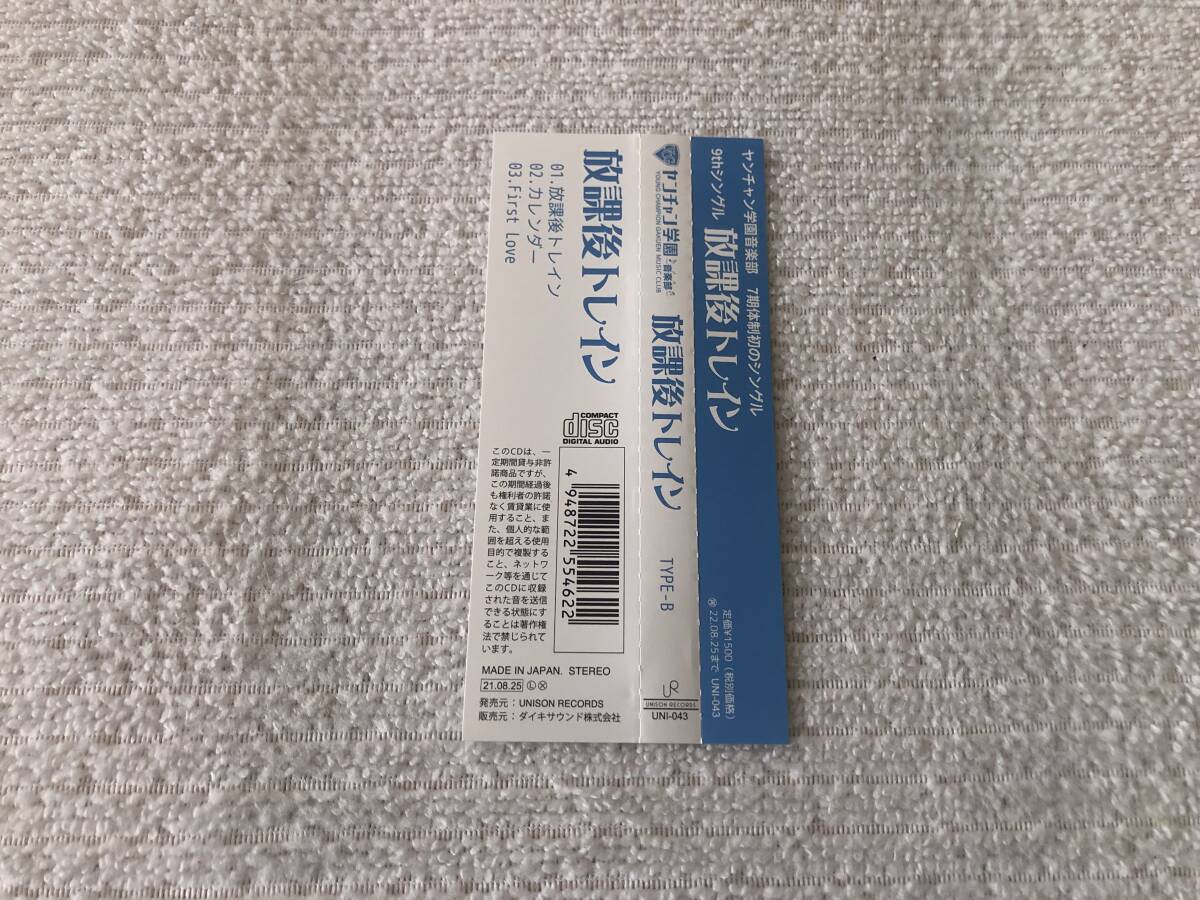 ヤンチャン学園音楽部 7期体制初のシングル
9thシングル 放課後トレイン
定価¥1500(税別価格)
22.08.25まで UNI-043
ヤンチャン学園
音楽部
YOUNG CHAMPION GAKUEN MUSIC CLUB
放課後トレイン
TYPE-B
UNISON RECORDS
UNI-043
放課後トレイン
01.放課後トレイン
02.カレンダー
03.First Love
COMPACT
disc
DIGITAL AUDIO
4 948722 554622
このCDは、一
定期間貸与非許
諾商品ですが、
この期間経過後
も権利者の許諾
なく賃貸業に使
用すること、ま
た、個人的な範
囲を超える使用
目的で複製する
こと、ネットワ
ーク等を通じて
このCDに収録
された音を送信
できる状態にす
ることは著作権
法で禁じられて
います。
MADE IN JAPAN. STEREO
21.08.25 Ⓛ Ⓧ
発売元:UNISON RECORDS
販売元:ダイキサウンド株式会社